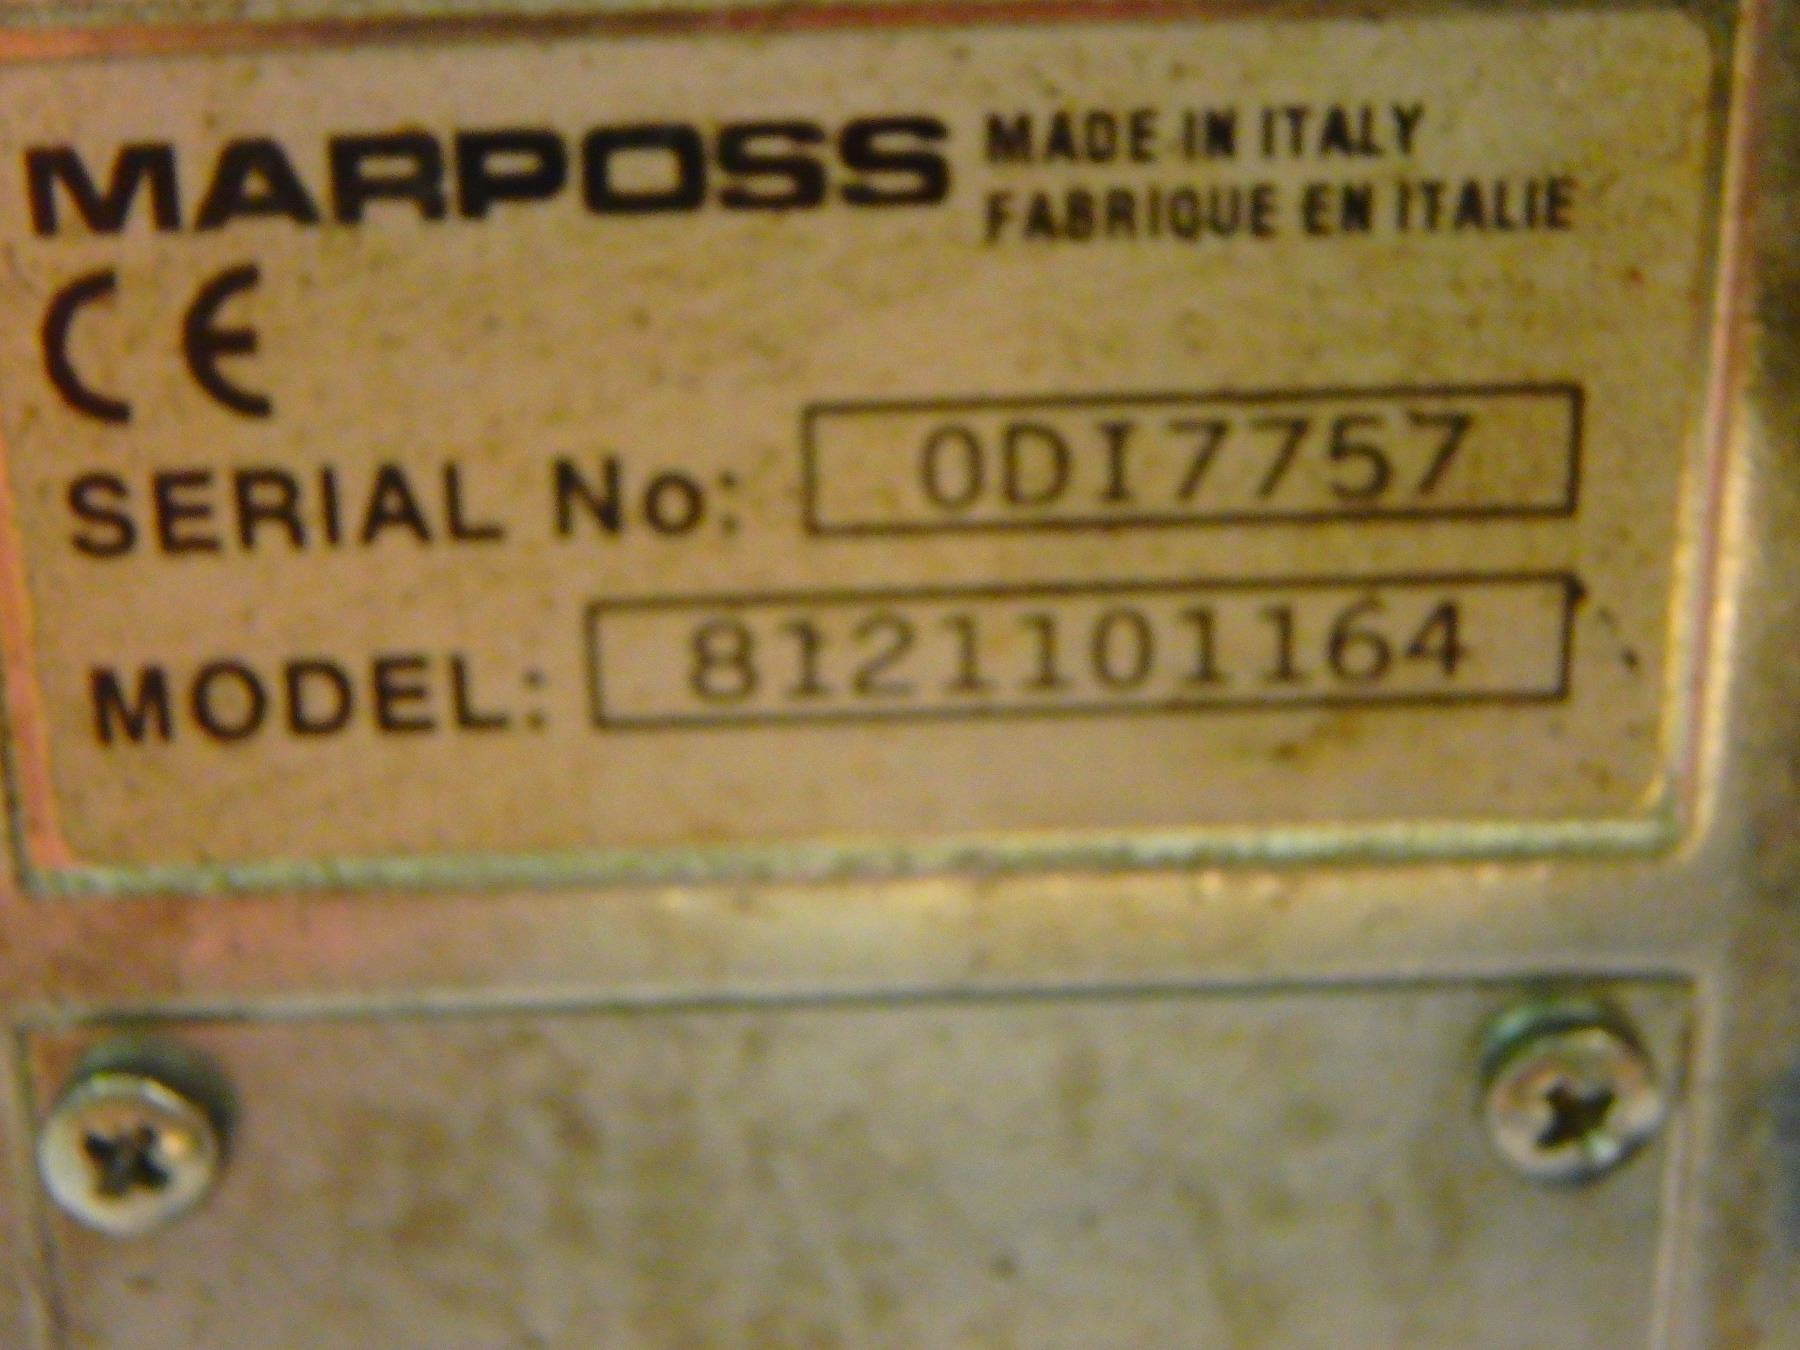 MARPOSS MADE IN ITALY
FABRIQUE EN ITALIE
CE
SERIAL No: 0DI7757
MODEL: 8121101164